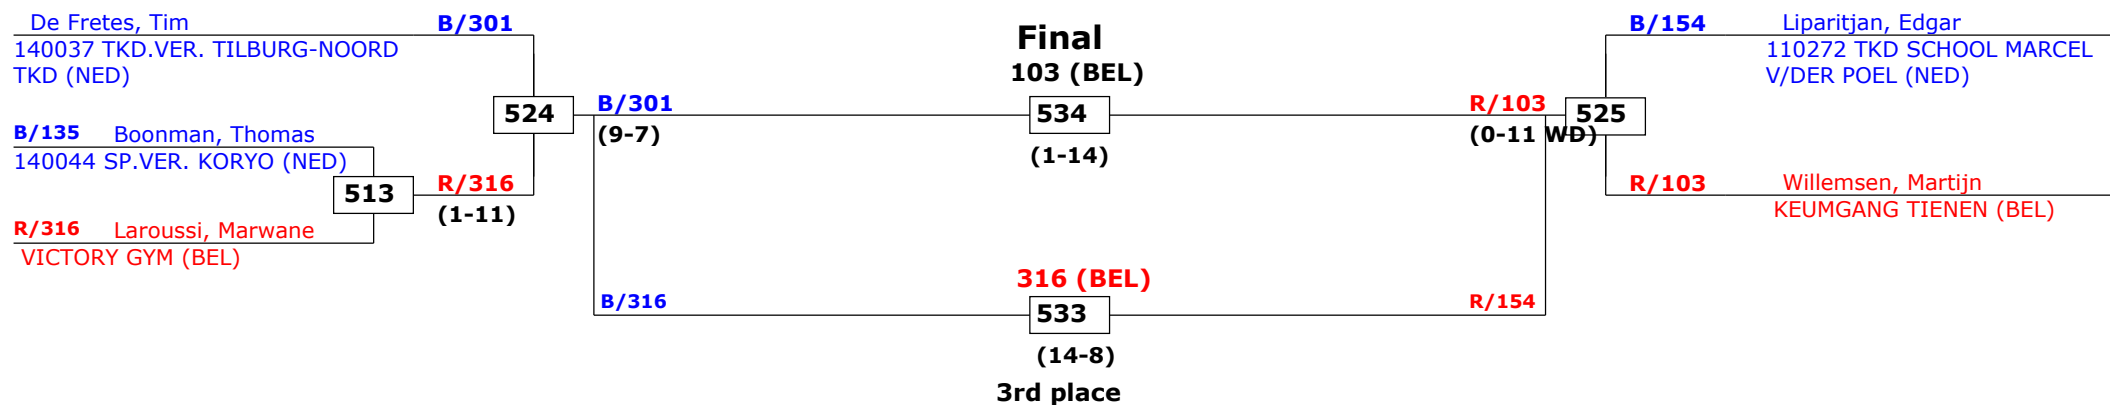 De Fretes, Tim
B/301
140037 TKD.VER. TILBURG-NOORD
TKD (NED)
524
B/301
(9-7)
B/135 Boonman, Thomas
140044 SP.VER. KORYO (NED)
513
R/316
(1-11)
R/316 Laroussi, Marwane
VICTORY GYM (BEL)
Final
103 (BEL)
534
(1-14)
B/316
316 (BEL)
533
(14-8)
3rd place
R/154
R/103
(0-11 WD)
525
B/154 Liparitjan, Edgar
110272 TKD SCHOOL MARCEL
V/DER POEL (NED)
R/103 Willemsen, Martijn
KEUMGANG TIENEN (BEL)